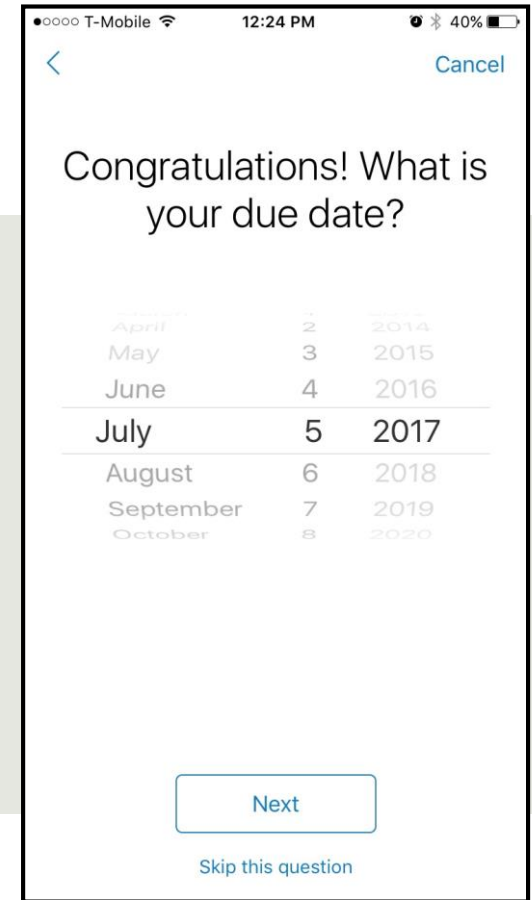 T-Mobile 12:24 PM 40%
Cancel
Congratulations! What is
your due date?
April 2 2014
May 3 2015
June 4 2016
July 5 2017
August 6 2018
September 7 2019
October 8 2020
Next
Skip this question